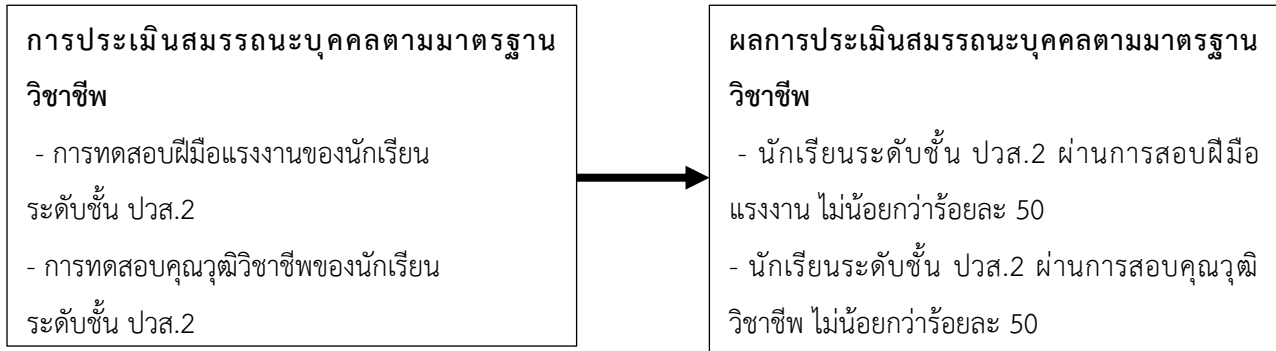 การประเมินสมรรถนะบุคคลตามมาตรฐาน
วิชาชีพ
- การทดสอบฝีมือแรงงานของนักเรียน
ระดับชั้น ปวส.2
- การทดสอบคุณวุฒิวิชาชีพของนักเรียน
ระดับชั้น ปวส.2
ผลการประเมินสมรรถนะบุคคลตามมาตรฐาน
วิชาชีพ
- นักเรียนระดับชั้น ปวส.2 ผ่านการสอบฝีมือ
แรงงาน ไม่น้อยกว่าร้อยละ 50
- นักเรียนระดับชั้น ปวส.2 ผ่านการสอบคุณวุฒิ
วิชาชีพ ไม่น้อยกว่าร้อยละ 50